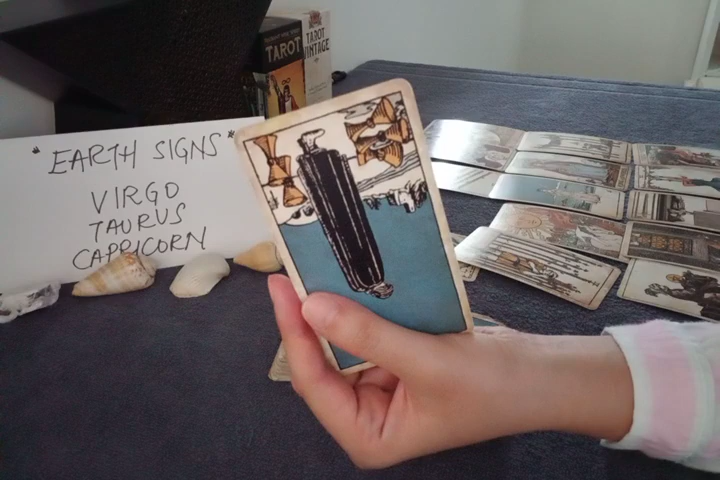 * EARTH SIGNS *
VIRGO
TAURUS
CAPRICORN
TAROT
TAROT
VINTAGE